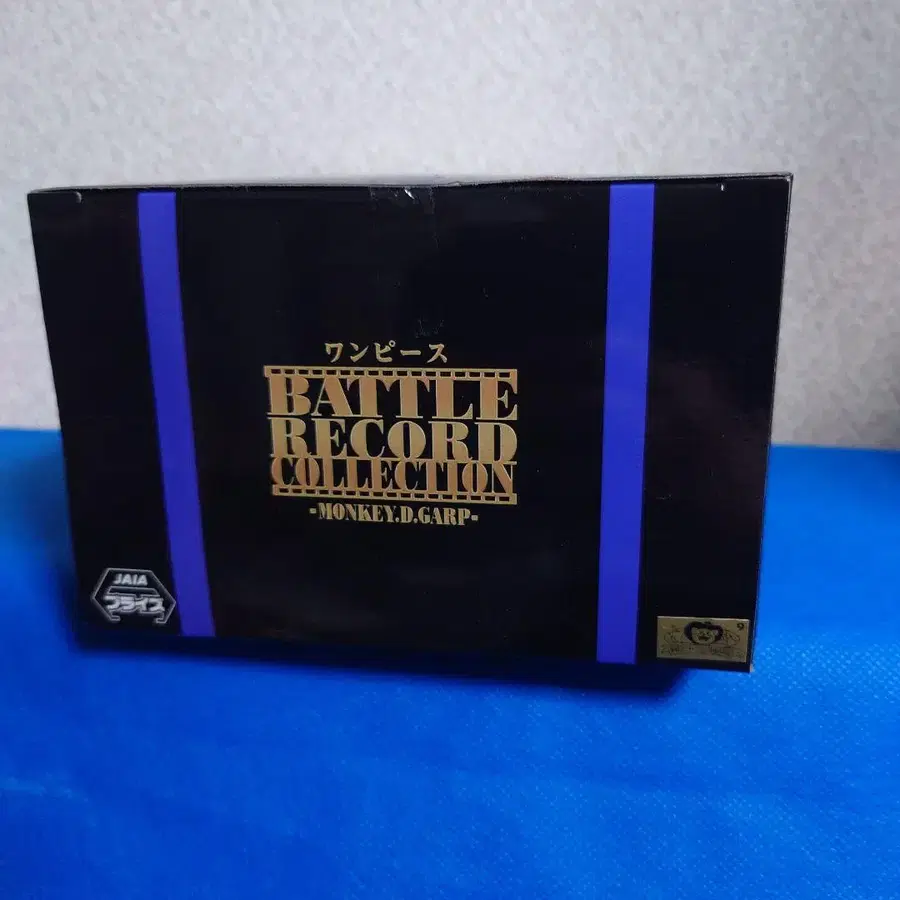 ワンピース
BATTLE
RECORD
COLLECTION
-MONKEY.D.GARP-
JAIA
プライズ